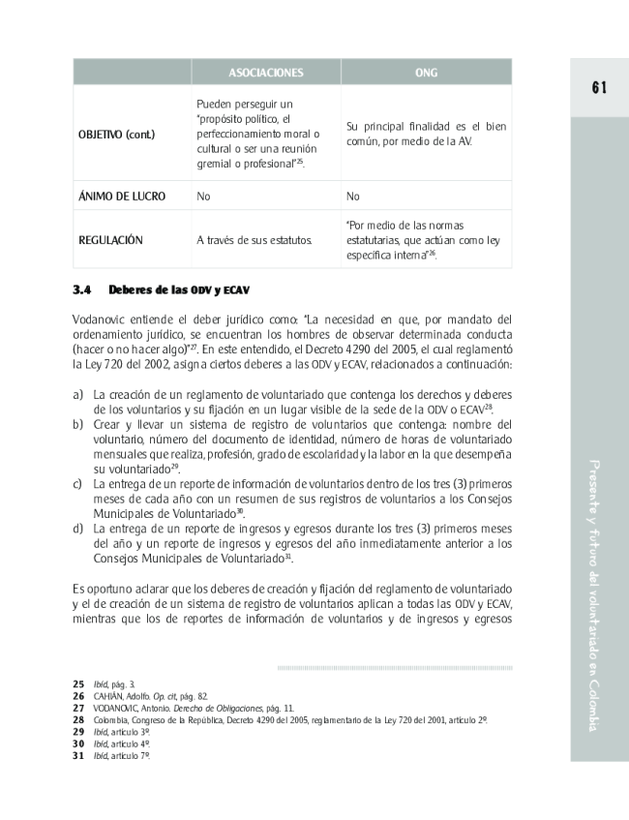 ASOCIACIONES ONG
61
OBJETIVO (cont.)
Pueden perseguir un
"propósito político, el
perfeccionamiento moral o
cultural o ser una reunión
gremial o profesional"25.
Su principal finalidad es el bien
común, por medio de la AV.
ÁNIMO DE LUCRO No No
REGULACIÓN A través de sus estatutos.
"Por medio de las normas
estatutarias, que actúan como ley
específica interna"26.
3.4 Deberes de las ODV y ECAV
Vodanovic entiende el deber jurídico como: "La necesidad en que, por mandato del
ordenamiento jurídico, se encuentran los hombres de observar determinada conducta
(hacer o no hacer algo)"27. En este entendido, el Decreto 4290 del 2005, el cual reglamentó
la Ley 720 del 2002, asigna ciertos deberes a las ODV y ECAV, relacionados a continuación:
a) La creación de un reglamento de voluntariado que contenga los derechos y deberes
de los voluntarios y su fijación en un lugar visible de la sede de la ODV o ECAV28.
b) Crear y llevar un sistema de registro de voluntarios que contenga: nombre del
voluntario, número del documento de identidad, número de horas de voluntariado
mensuales que realiza, profesión, grado de escolaridad y la labor en la que desempeña
su voluntariado29.
c) La entrega de un reporte de información de voluntarios dentro de los tres (3) primeros
meses de cada año con un resumen de sus registros de voluntarios a los Consejos
Municipales de Voluntariado30.
d) La entrega de un reporte de ingresos y egresos durante los tres (3) primeros meses
del año y un reporte de ingresos y egresos del año inmediatamente anterior a los
Consejos Municipales de Voluntariado31.
Es oportuno aclarar que los deberes de creación y fijación del reglamento de voluntariado
y el de creación de un sistema de registro de voluntarios aplican a todas las ODV y ECAV,
mientras que los de reportes de información de voluntarios y de ingresos y egresos
Presente y futuro del voluntariado en Colombia
25 Ibíd, pág. 3.
26 CAHIÁN, Adolfo. Op. cit, pág. 82.
27 VODANOVIC, Antonio. Derecho de Obligaciones, pág. 11.
28 Colombia, Congreso de la República, Decreto 4290 del 2005, reglamentario de la Ley 720 del 2001, artículo 2º.
29 Ibíd, artículo 3º.
30 Ibíd, artículo 4º.
31 Ibíd, artículo 7º.